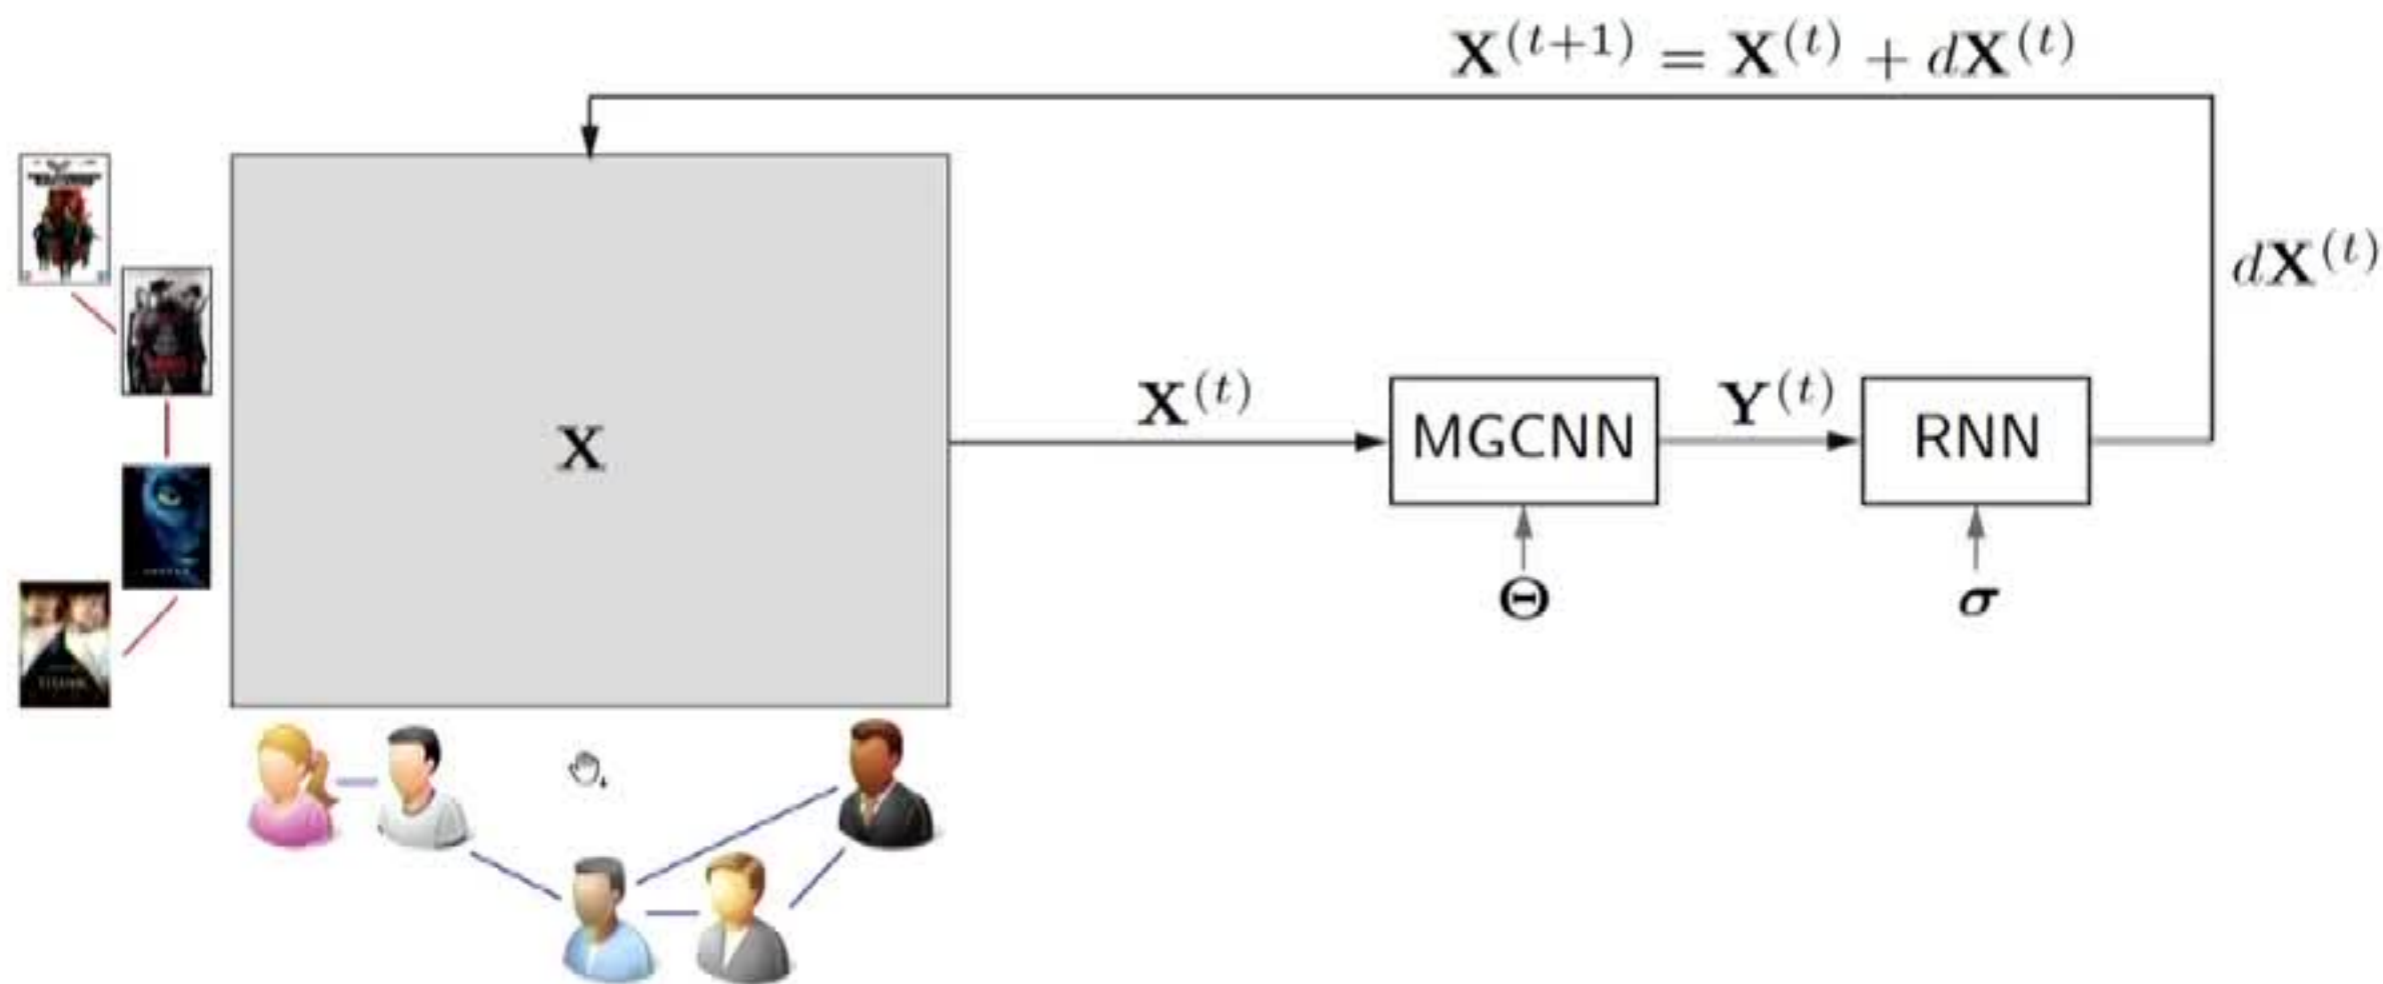 X^{(t+1)} = X^{(t)} + dX^{(t)}
dX^{(t)}
X
X^{(t)}
MGCNN
Y^{(t)}
RNN
Θ
σ